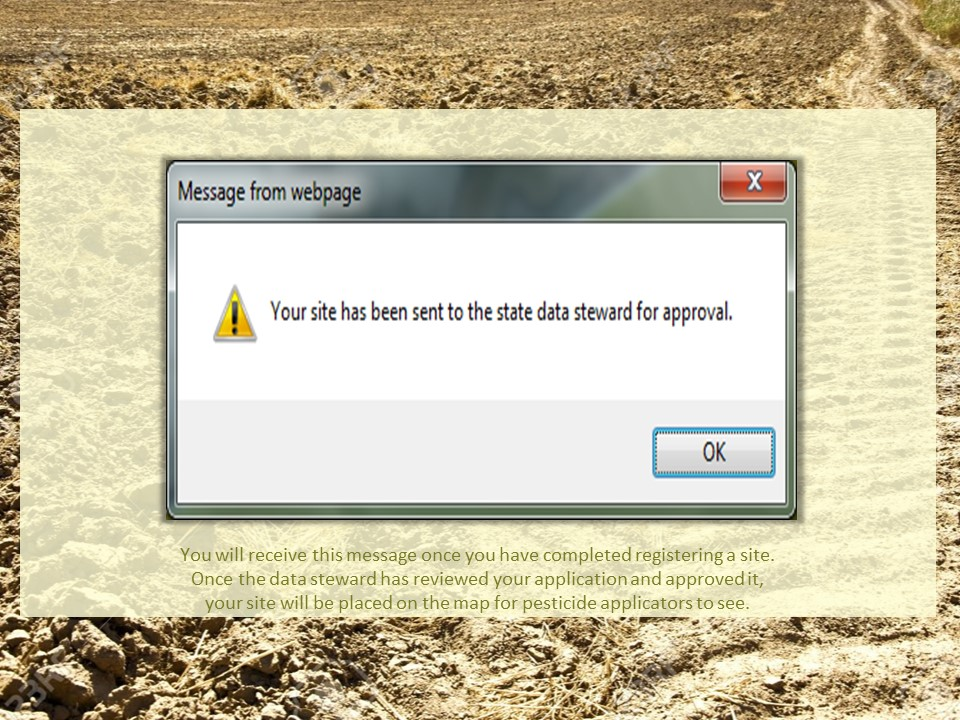 Message from webpage
X
Your site has been sent to the state data steward for approval.
OK
You will receive this message once you have completed registering a site.
Once the data steward has reviewed your application and approved it,
your site will be placed on the map for pesticide applicators to see.